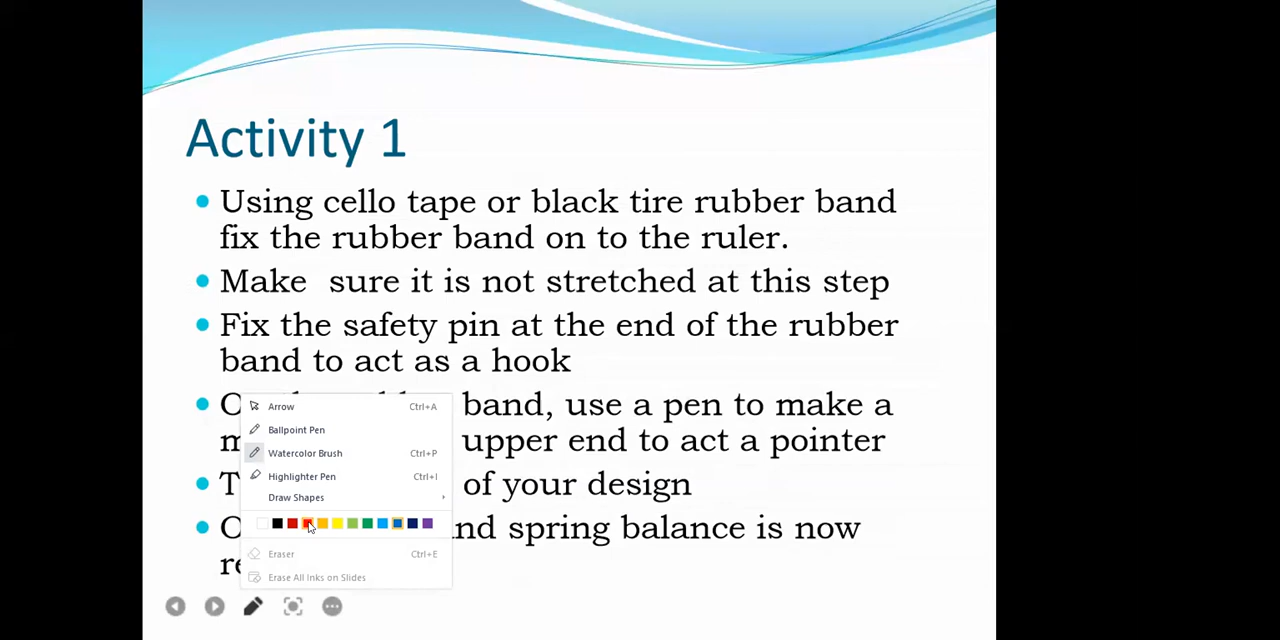 Activity 1
Using cello tape or black tire rubber band
fix the rubber band on to the ruler.
Make  sure it is not stretched at this step
Fix the safety pin at the end of the rubber
band to act as a hook
band, use a pen to make a
upper end to act a pointer
of your design
spring balance is now
Arrow Ctrl+A
Ballpoint Pen
Watercolor Brush Ctrl+P
Highlighter Pen Ctrl+I
Draw Shapes
Eraser Ctrl+E
Erase All Inks on Slides